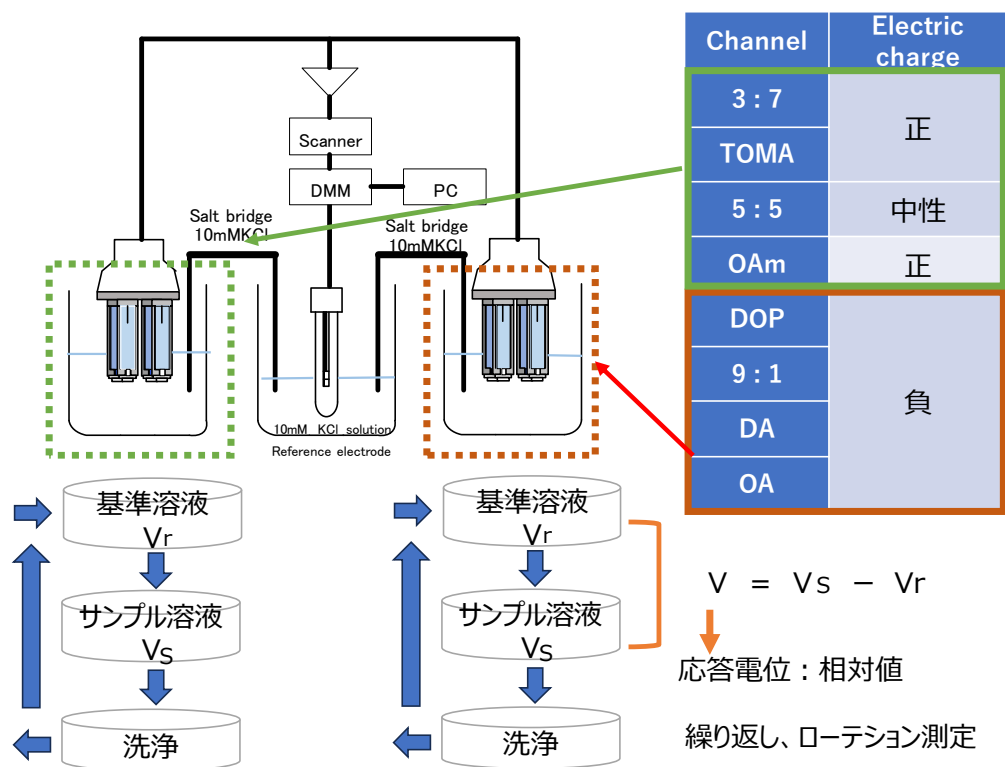 Scanner
DMM
PC
Salt bridge
10mMKCl
Salt bridge
10mMKCl
10mM KCl solution
Reference electrode
Channel
Electric
charge
3：7
正
TOMA
5：5
中性
OAm
正
DOP
9：1
負
DA
OA
基準溶液
Vr
サンプル溶液
VS
洗浄
基準溶液
Vr
サンプル溶液
VS
洗浄
V = Vs − Vr
応答電位：相対値
繰り返し、ローテション測定